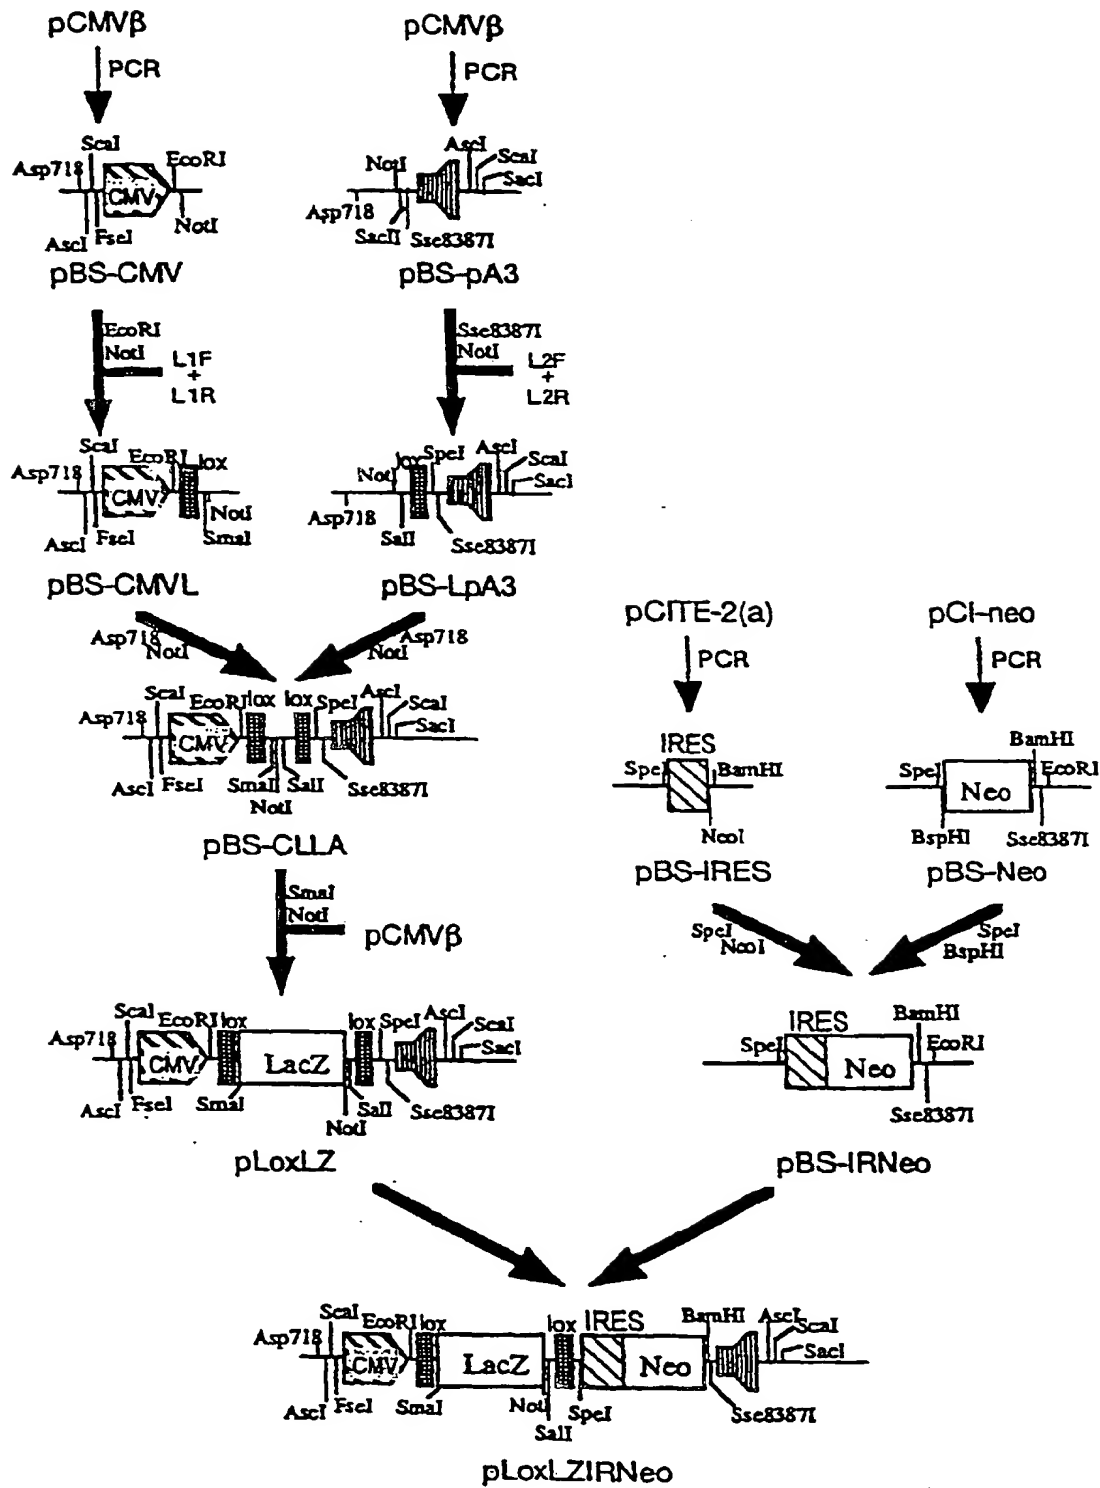 pCMVβ
pCMVβ
PCR
PCR
ScaI
EcoRI
Asp718
CMV
AscI
FseI
NotI
pBS-CMV
AscI
NotI
ScaI
SacI
Asp718
SacII
Sse8387I
pBS-pA3
EcoRI
NotI
L1F
+
L1R
Sse8387I
NotI
L2F
+
L2R
ScaI
EcoRI
lox
Asp718
CMV
NotI
AscI
FseI
SmaI
pBS-CMVL
lox
SpeI
AscI
NotI
ScaI
SacI
Asp718
SalI
Sse8387I
pBS-LpA3
Asp718
NotI
Asp718
NotI
ScaI
EcoRI
lox
lox
SpeI
AscI
ScaI
SacI
Asp718
CMV
AscI
FseI
SmaI
SalI
NotI
Sse8387I
pBS-CLLA
pCITE-2(a)
pCI-neo
PCR
PCR
IRES
SpeI
BamHI
NcoI
pBS-IRES
BamHI
SpeI
EcoRI
Neo
BspHI
Sse8387I
pBS-Neo
SmaI
NotI
pCMVβ
SpeI
NcoI
SpeI
BspHI
ScaI
EcoRI
lox
lox
SpeI
AscI
ScaI
SacI
Asp718
CMV
LacZ
AscI
FseI
SmaI
SalI
NotI
Sse8387I
pLoxLZ
IRES
BamHI
SpeI
EcoRI
Neo
Sse8387I
pBS-IRNeo
ScaI
EcoRI
lox
lox
IRES
BamHI
AscI
ScaI
SacI
Asp718
CMV
LacZ
Neo
AscI
FseI
SmaI
NotI
SpeI
SalI
Sse8387I
pLoxLZIRNeo